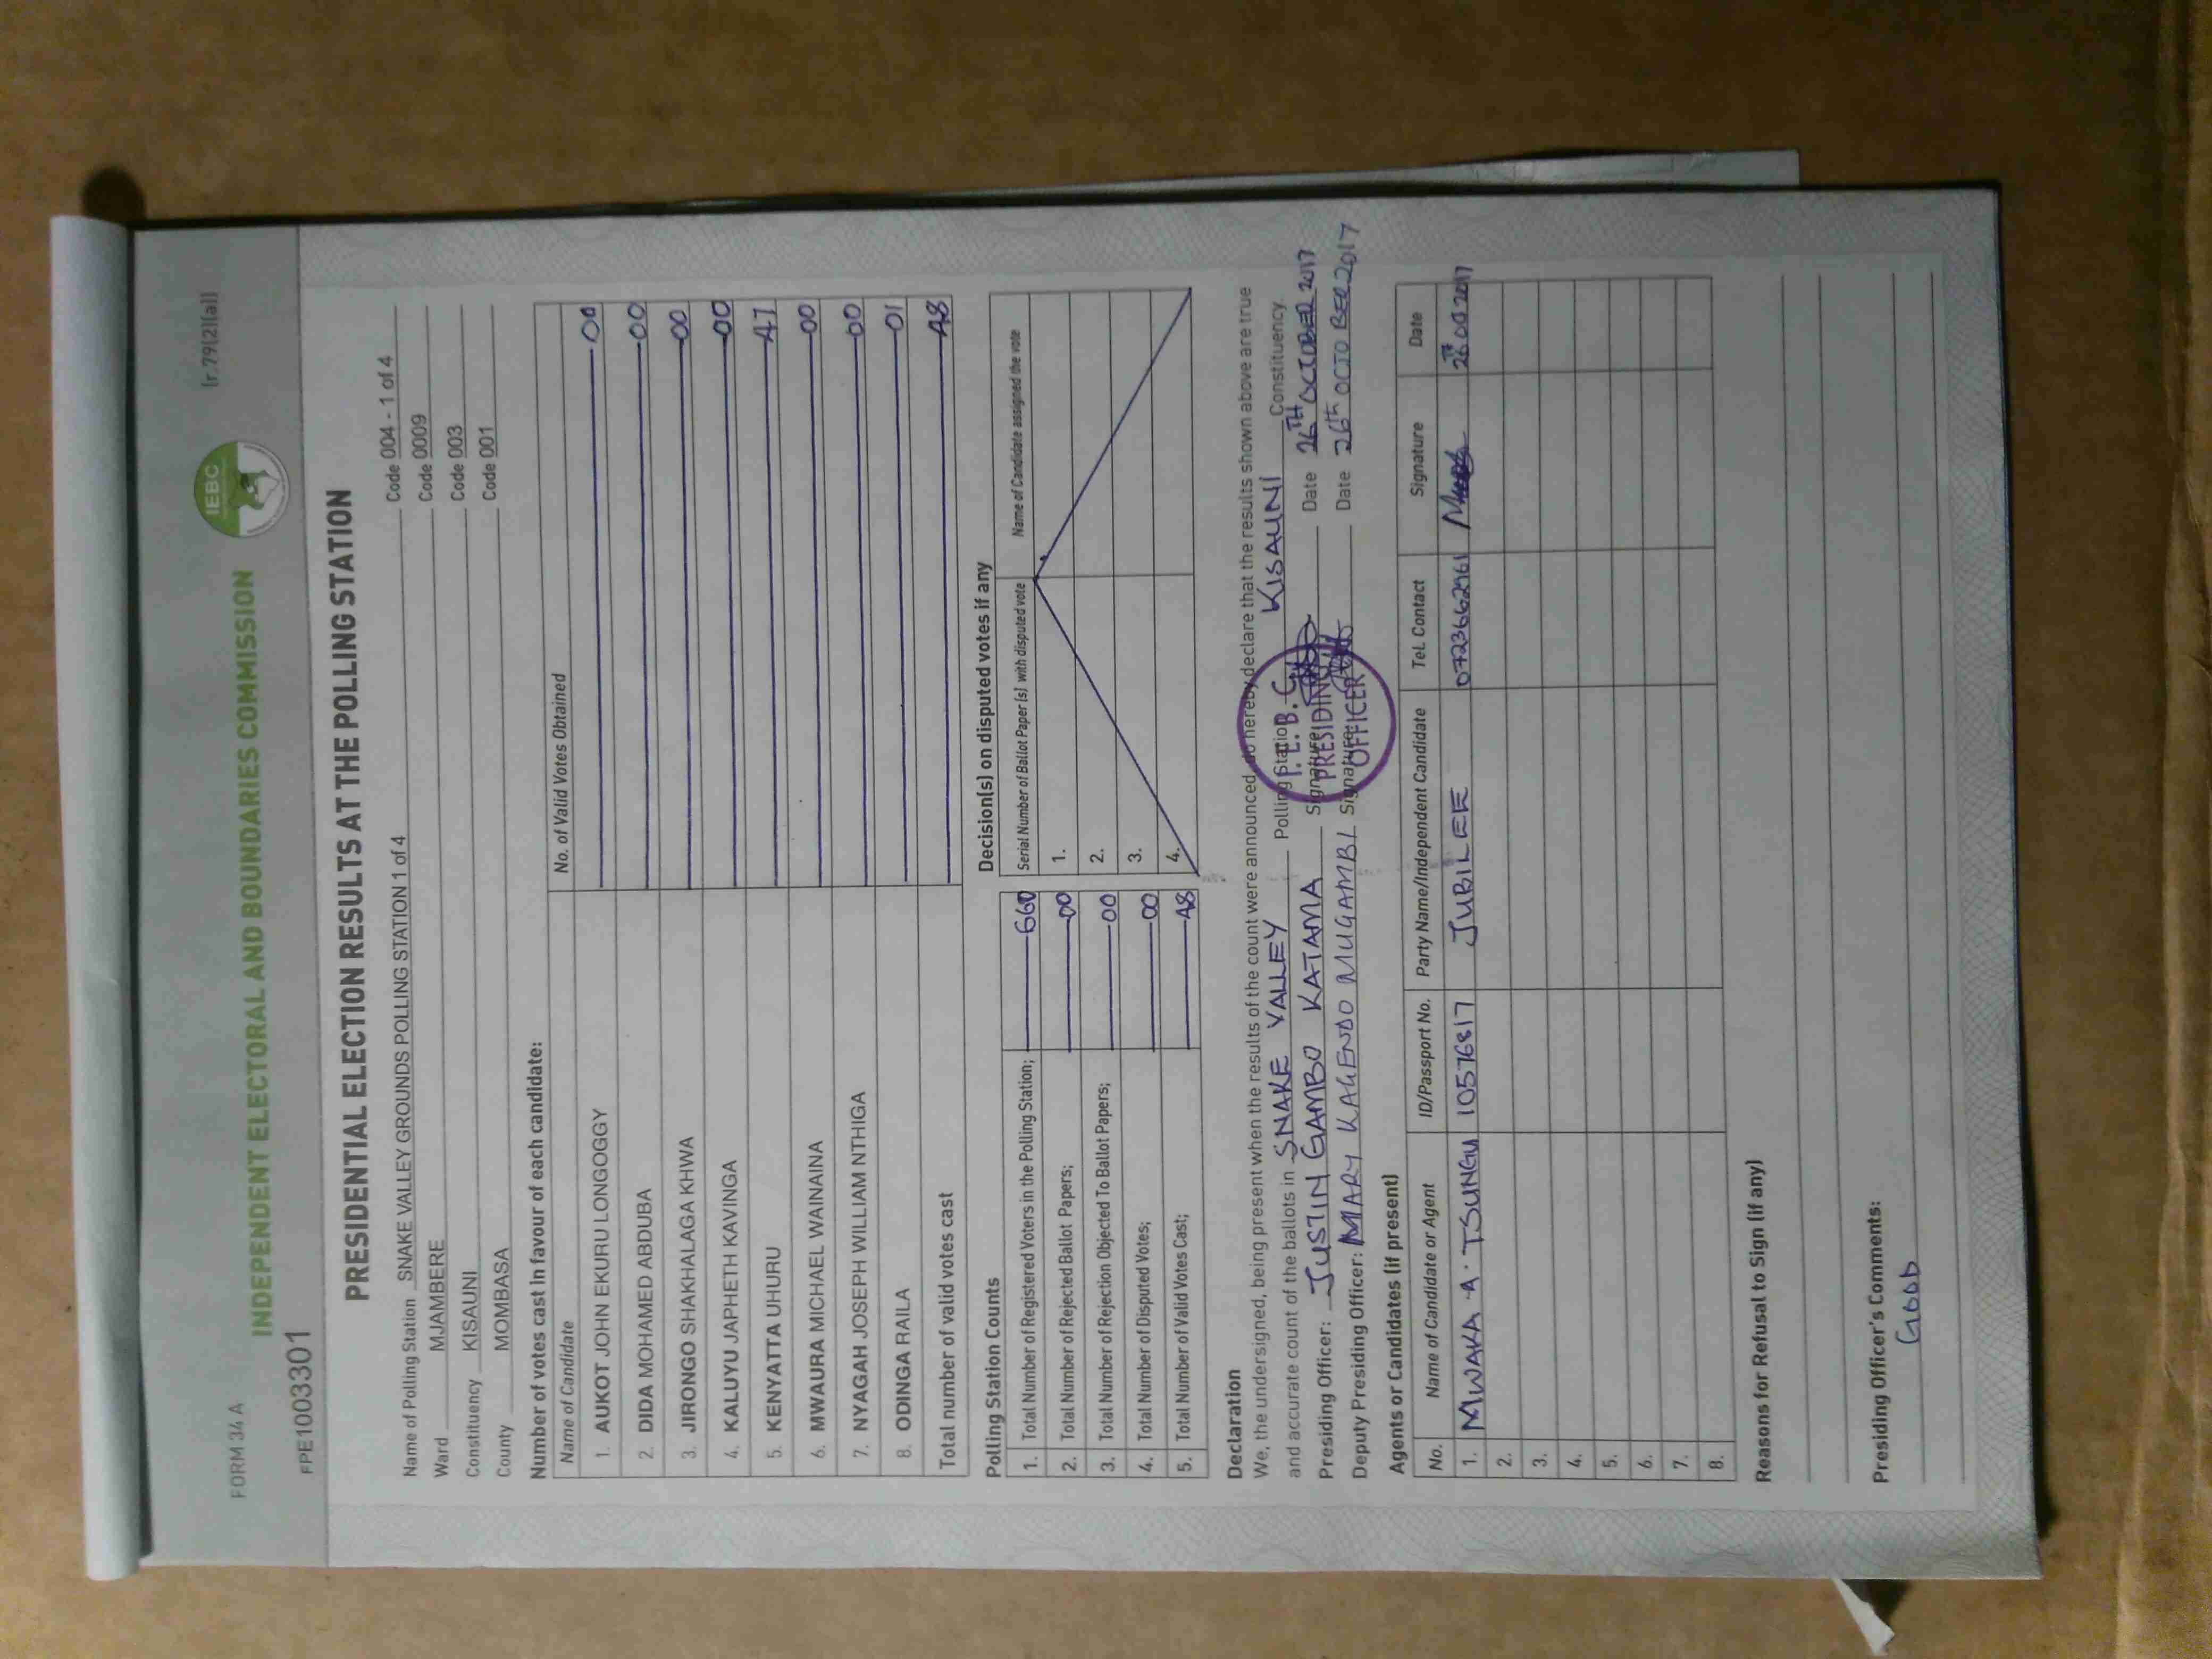 FORM 34 A
[r.79(2)(a)]
IEBC
INDEPENDENT ELECTORAL AND BOUNDARIES COMMISSION
PPE1003301
PRESIDENTIAL ELECTION RESULTS AT THE POLLING STATION
Name of Polling Station SNAKE VALLEY GROUNDS POLLING STATION 1 of 4 Code 004 - 1 of 4
Ward MJAMBERE Code 0009
Constituency KISAUNI Code 003
County MOMBASA Code 001
Number of votes cast in favour of each candidate:
Name of Candidate No. of Valid Votes Obtained
1. AUKOT JOHN EKURU LONGOGGY 00
2. DIDA MOHAMED ABDUBA 00
3. JIRONGO SHAKHALAGA KHWA 00
4. KALUYU JAPHETH KAVINGA 00
5. KENYATTA UHURU 47
6. MWAURA MICHAEL WAINAINA 00
7. NYAGAH JOSEPH WILLIAM NTHIGA 00
8. ODINGA RAILA 01
Total number of valid votes cast 48
Polling Station Counts
1. Total Number of Registered Voters in the Polling Station; 660
2. Total Number of Rejected Ballot Papers; 00
3. Total Number of Rejection Objected To Ballot Papers; 00
4. Total Number of Disputed Votes; 00
5. Total Number of Valid Votes Cast; 48
Decision(s) on disputed votes if any
Serial Number of Ballot Paper (s) with disputed vote Name of Candidate assigned the vote
1.
2.
3.
4.
Declaration
We, the undersigned, being present when the results of the count were announced, do hereby declare that the results shown above are true
and accurate count of the ballots in SNAKE VALLEY Polling Station KISAUNI Constituency
Presiding Officer: JUSTIN GAMBO KATAMA Signature: Date 26TH OCTOBER 2017
Deputy Presiding Officer: MARY KAGENDO MUGAMBI Signature: Date 26th OCTOBER 2017
I.E.B.C.
PRESIDING
OFFICER
Agents or Candidates (if present)
No. Name of Candidate or Agent ID/Passport No. Party Name/Independent Candidate Tel. Contact Signature Date
1. MWAKA A. TSUNGU 10576817 JUBILEE 0723662961 26TH 2017
2.
3.
4.
5.
6.
7.
8.
Reasons for Refusal to Sign (if any)
Presiding Officer's Comments:
GOOD